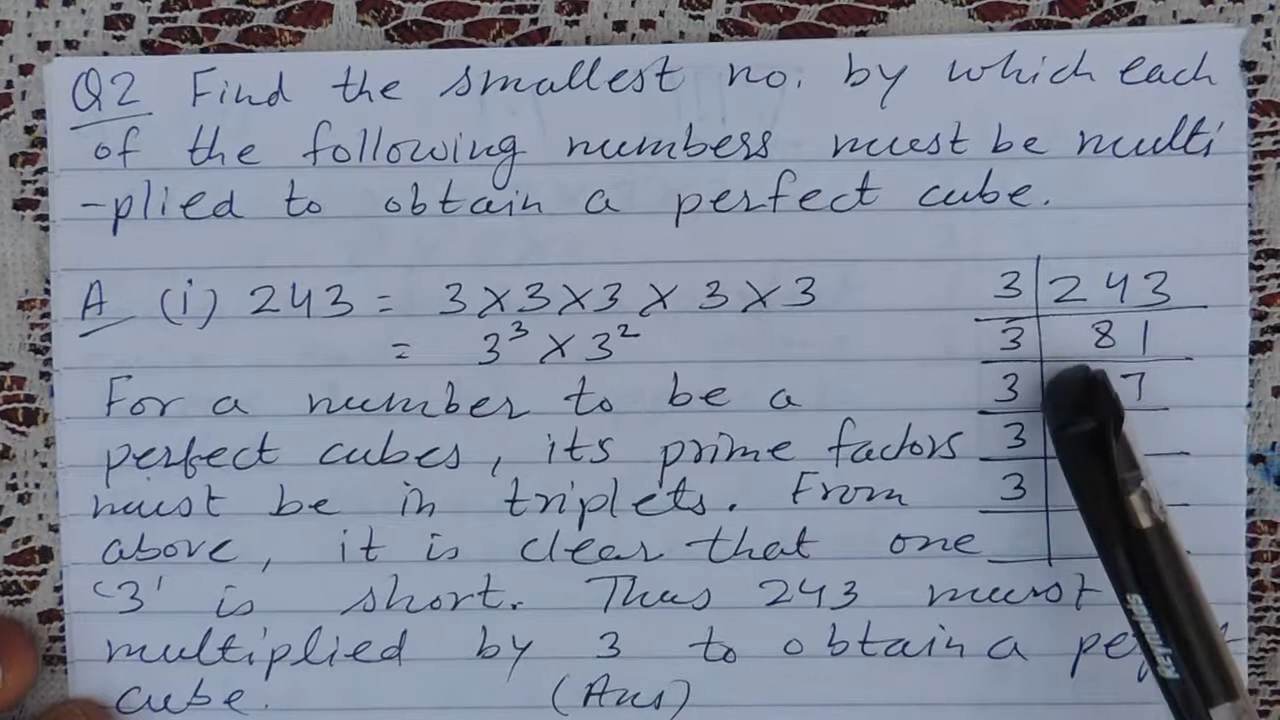 Q2 Find the smallest no. by which each
of the following numbers must be multi
-plied to obtain a perfect cube.
A (i) 243 = 3 X 3 X 3 X 3 X 3
= 3³ X 3²
For a number to be a
perfect cubes, its prime factors
must be in triplets. From
above, it is clear that one
'3' is short. Thus 243 must
multiplied by 3 to obtain a
cube. (Ans)
3 | 243
3 | 81
3 | 7
3
3
Reynolds